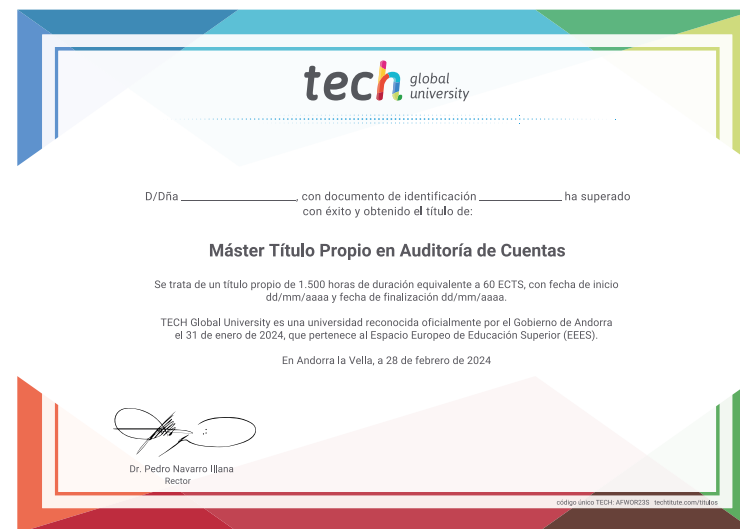 tech global university
D/Dña ____________, con documento de identificación ____________ ha superado
con éxito y obtenido el título de:
Máster Título Propio en Auditoría de Cuentas
Se trata de un título propio de 1.500 horas de duración equivalente a 60 ECTS, con fecha de inicio
dd/mm/aaaa y fecha de finalización dd/mm/aaaa.
TECH Global University es una universidad reconocida oficialmente por el Gobierno de Andorra
el 31 de enero de 2024, que pertenece al Espacio Europeo de Educación Superior (EEES).
En Andorra la Vella, a 28 de febrero de 2024
Dr. Pedro Navarro Illana
Rector
código único TECH: AFWOR23S techtitute.com/titulos